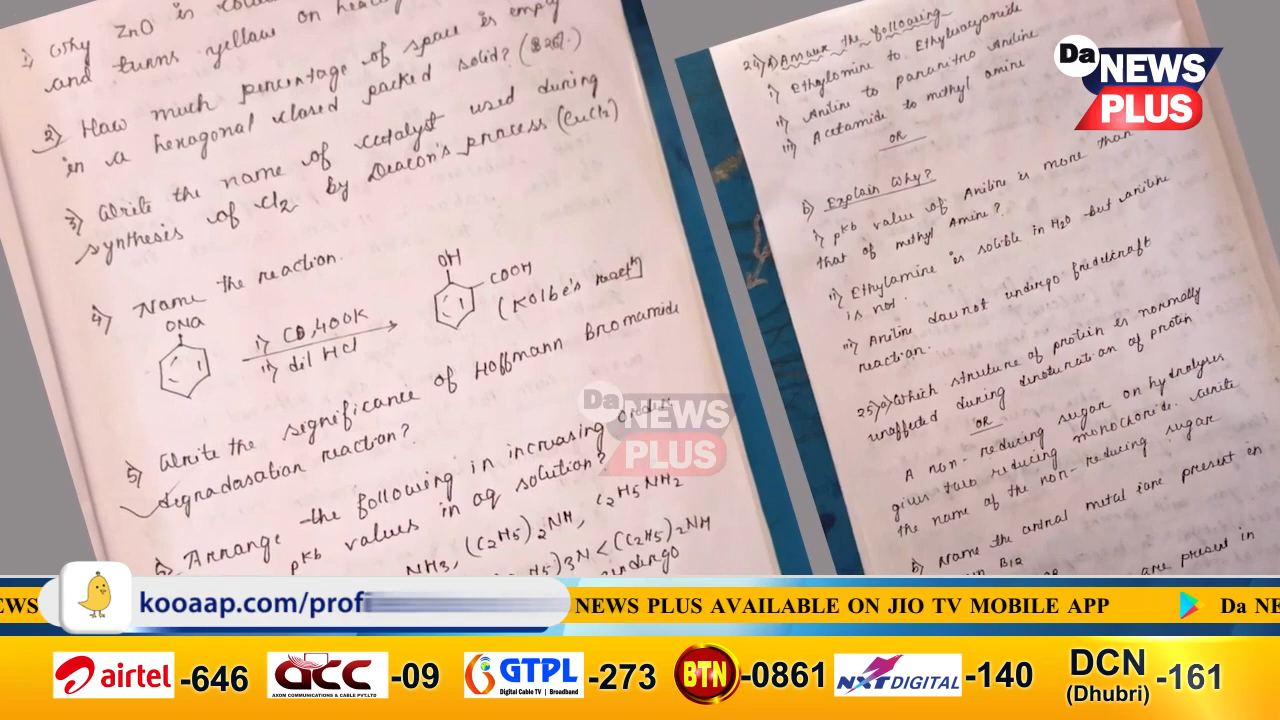 1) Why ZnO is
and turns yellow on heating
2) How much percentage of space is empty
in a hexagonal closed packed solid? (26%.)
3) Write the name of catalyst used during
synthesis of Cl2 by Deacon's process (CuCl2)
4) Name the reaction.
ONa
i) CO2, 400K
ii) dil HCl
OH
COOH
(Kolbe's reactn)
5) Write the significance of Hoffmann Bromamide
degradasation reaction?
6) Arrange the following in increasing order
pKb values in aq solution?
NH3, (C2H5)2NH, C2H5NH2
H5)3N < (C2H5)2NH
24) a) Answer the following
i) Ethylamine to Ethylisocyanide
ii) Aniline to paranitro Aniline
iii) Acetamide to methyl amine
OR
b) Explain Why?
i) pKb value of Aniline is more than
that of methyl Amine?
ii) Ethylamine is soluble in H2O but aniline
is not.
iii) Aniline does not undergo Friedelcraft
reaction.
25) a) Which structure of protein is normally
unaffected during denaturation of protin
OR
A non-reducing sugar on hydrolyses
gives two reducing monochoride. Write
the name of the non-reducing sugar
b) Name the central metal ion present in
B12
are present in
Da NEWS PLUS
Da NEWS PLUS
EWS
kooaap.com/prof
NEWS PLUS AVAILABLE ON JIO TV MOBILE APP
Da NE
airtel -646
ACC -09
AXON COMMUNICATIONS & CABLE PVT.LTD
GTPL -273
Digital Cable TV | Broadband
BTN -0861
NXT DIGITAL -140
DCN (Dhubri) -161